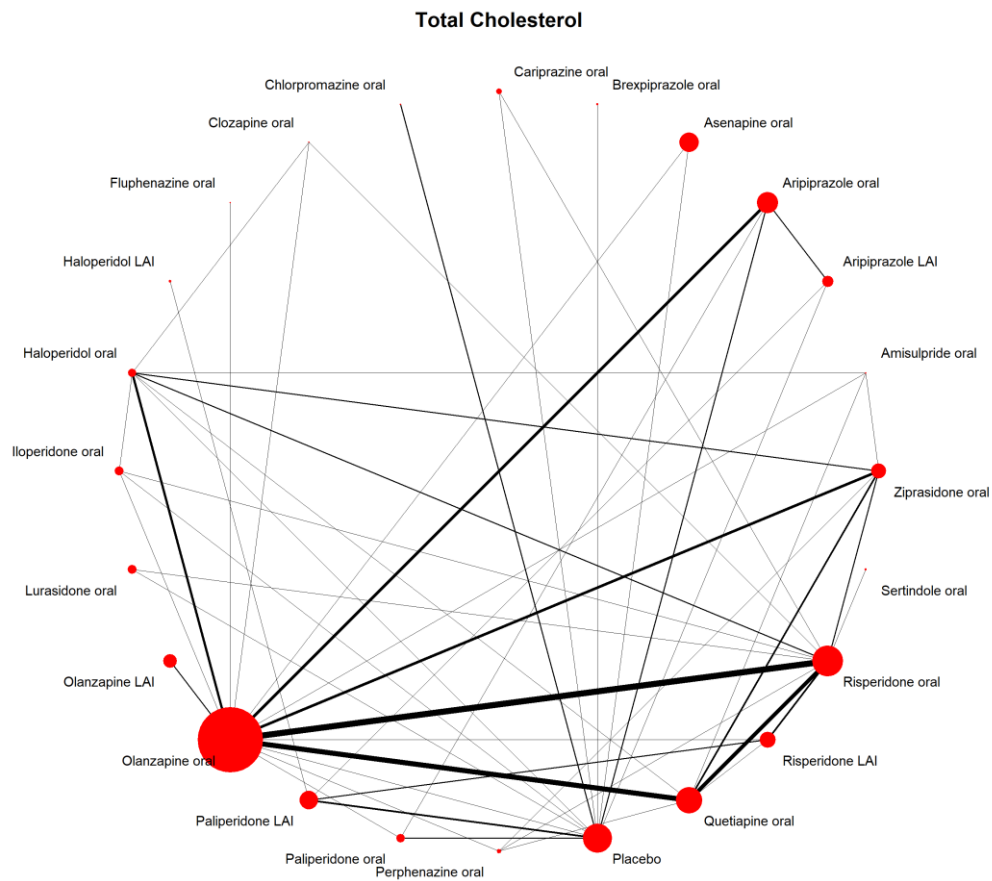 Total Cholesterol
Cariprazine oral
Chlorpromazine oral
Brexpiprazole oral
Clozapine oral
Asenapine oral
Fluphenazine oral
Aripiprazole oral
Haloperidol LAI
Aripiprazole LAI
Haloperidol oral
Amisulpride oral
Iloperidone oral
Ziprasidone oral
Lurasidone oral
Sertindole oral
Olanzapine LAI
Risperidone oral
Olanzapine oral
Risperidone LAI
Paliperidone LAI
Quetiapine oral
Paliperidone oral
Placebo
Perphenazine oral